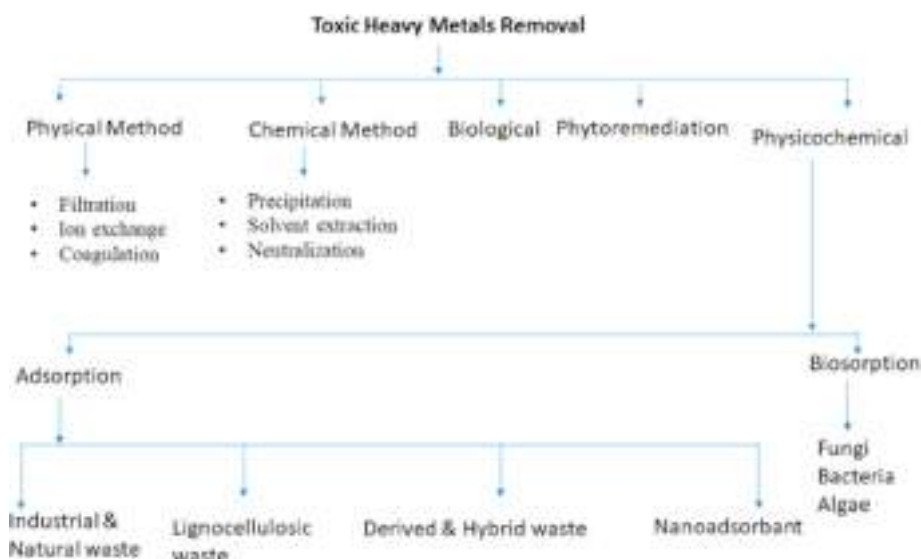 Toxic Heavy Metals Removal
Physical Method
Chemical Method
Biological
Phytoremediation
Physicochemical
• Filtration
• Ion exchange
• Coagulation
• Precipitation
• Solvent extraction
• Neutralization
Adsorption
Biosorption
Fungi
Bacteria
Algae
Industrial &
Natural waste
Lignocellulosic
waste
Derived & Hybrid waste
Nanoadsorbant